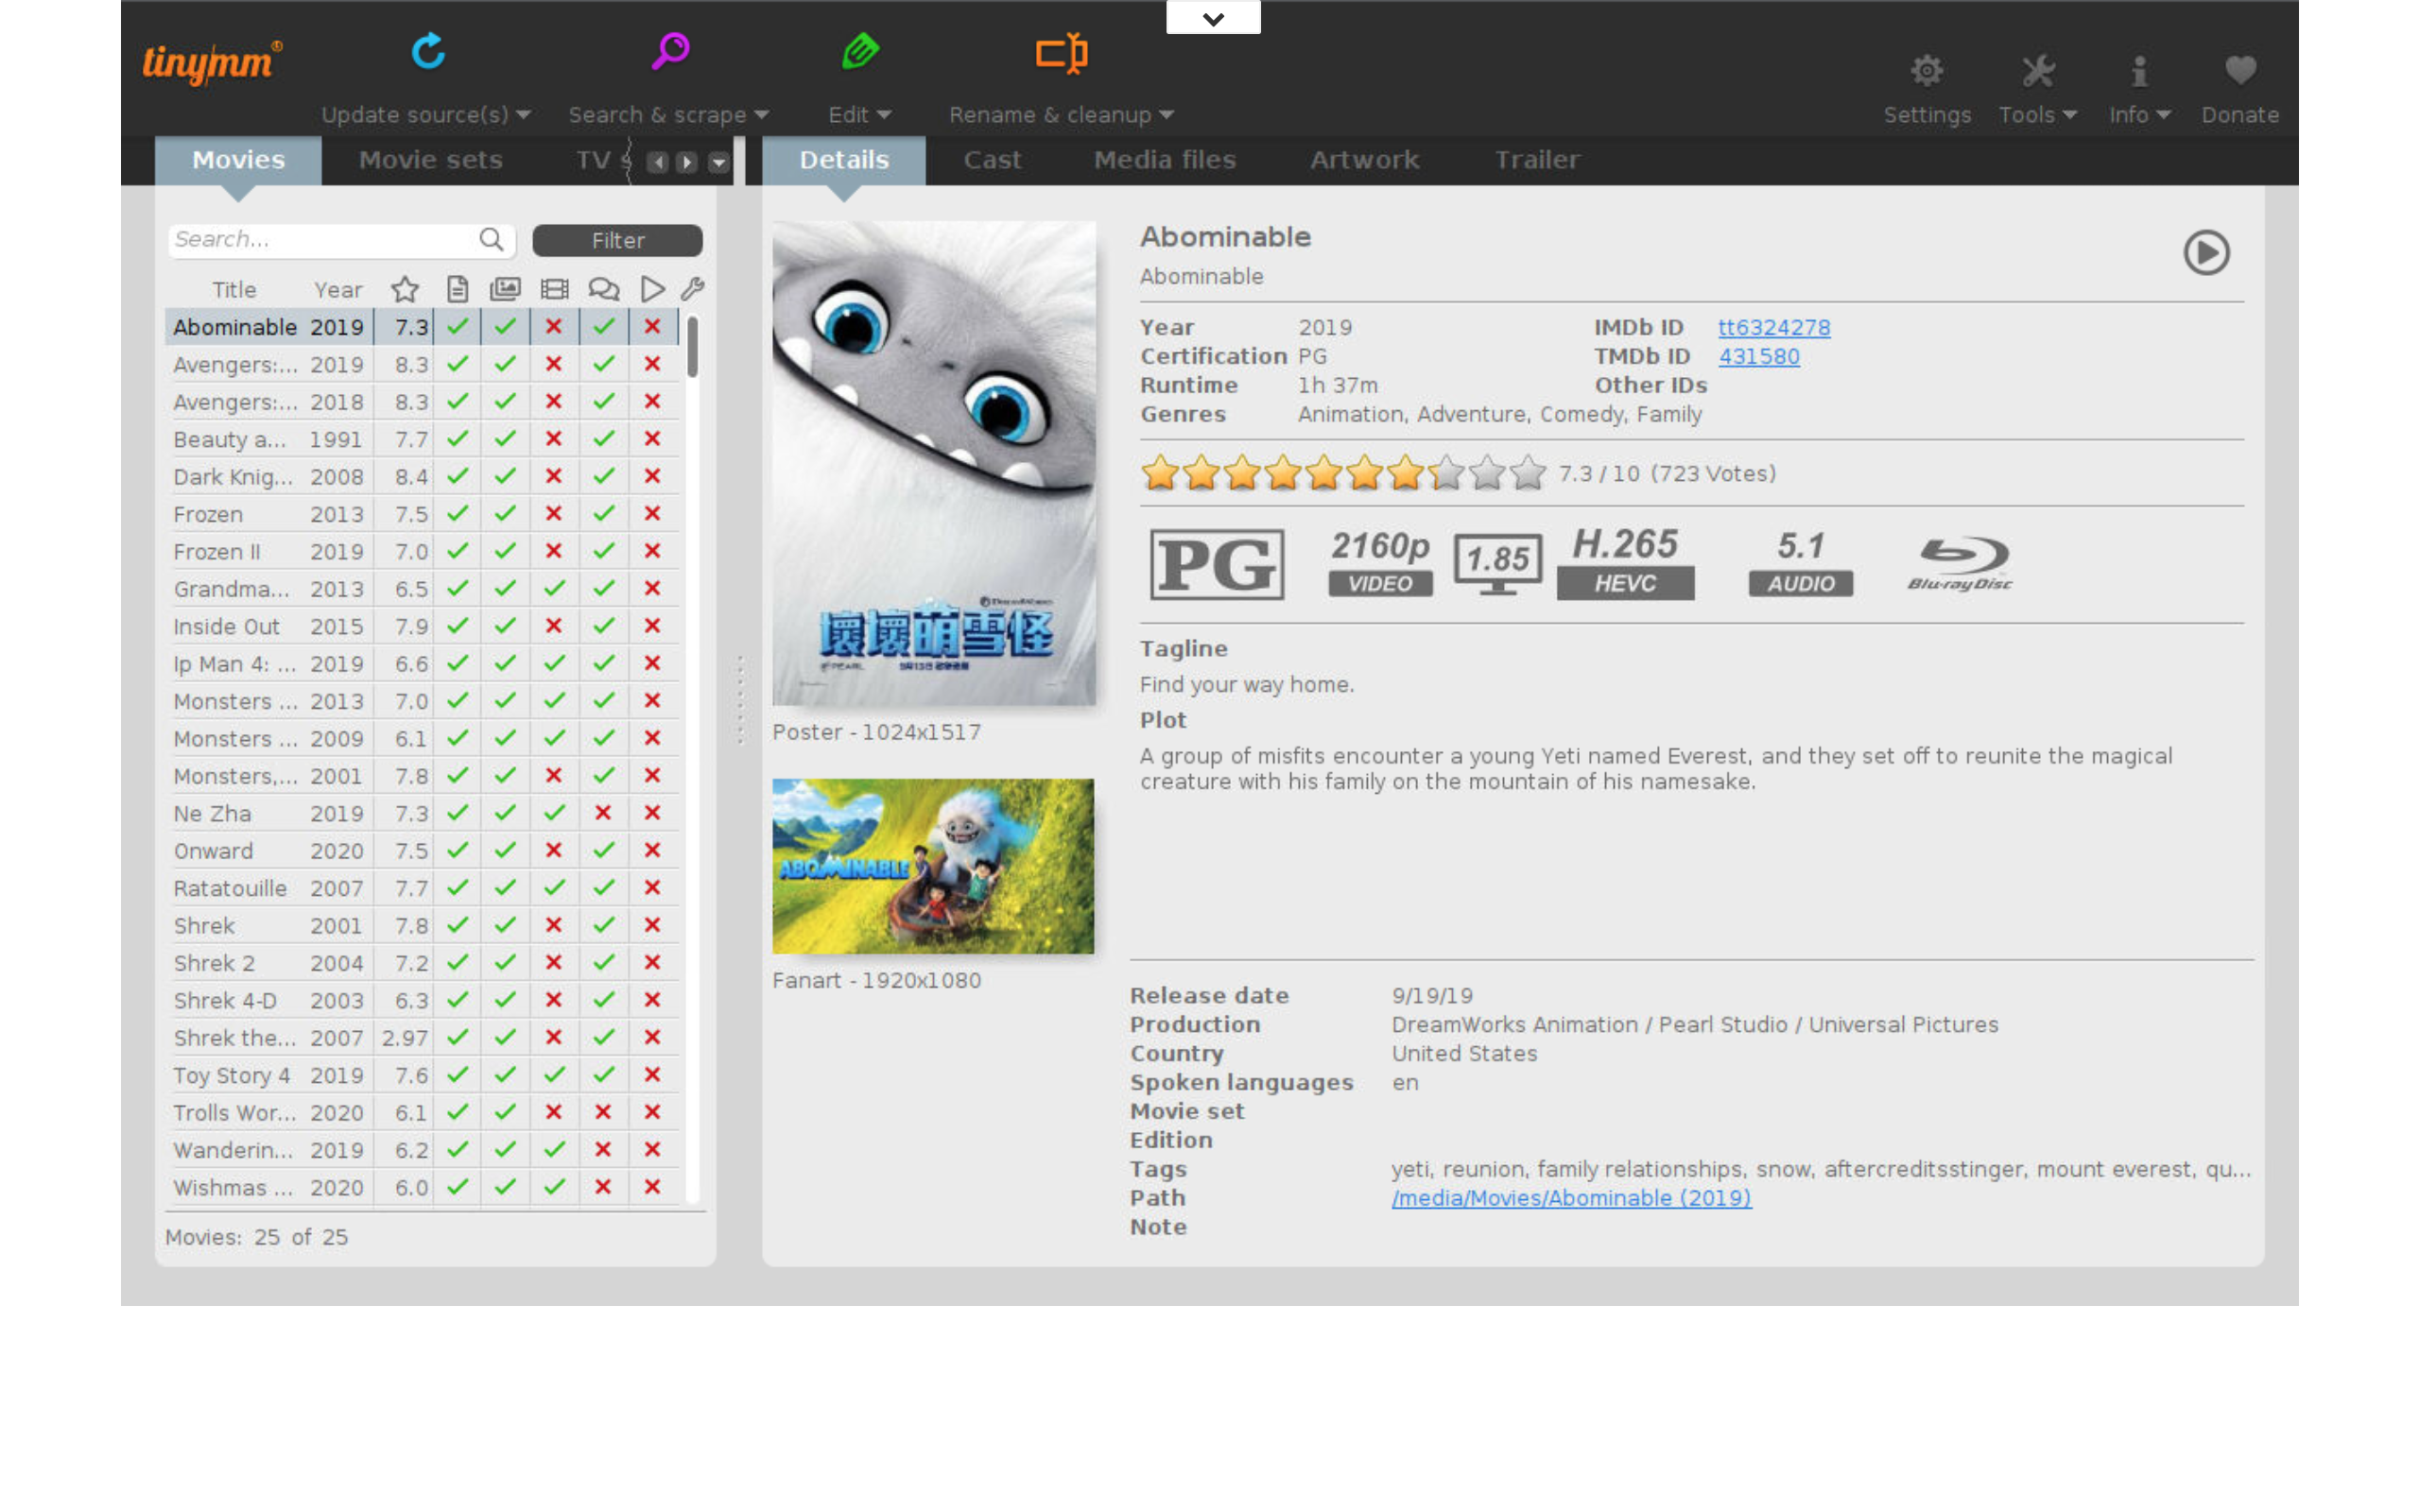 tinymm®
Update source(s)
Search & scrape
Edit
Rename & cleanup
Settings
Tools
Info
Donate
Movies
Movie sets
TV
Details
Cast
Media files
Artwork
Trailer
Search...
Filter
Title Year
Abominable 2019 7.3
Avengers:... 2019 8.3
Avengers:... 2018 8.3
Beauty a... 1991 7.7
Dark Knig... 2008 8.4
Frozen 2013 7.5
Frozen II 2019 7.0
Grandma... 2013 6.5
Inside Out 2015 7.9
Ip Man 4: ... 2019 6.6
Monsters ... 2013 7.0
Monsters ... 2009 6.1
Monsters,... 2001 7.8
Ne Zha 2019 7.3
Onward 2020 7.5
Ratatouille 2007 7.7
Shrek 2001 7.8
Shrek 2 2004 7.2
Shrek 4-D 2003 6.3
Shrek the... 2007 2.97
Toy Story 4 2019 7.6
Trolls Wor... 2020 6.1
Wanderin... 2019 6.2
Wishmas ... 2020 6.0
Movies: 25 of 25
DreamWorks
壞壞萌雪怪
PEARL
Poster - 1024x1517
ABOMINABLE
Fanart - 1920x1080
Abominable
Abominable
Year 2019 IMDb ID tt6324278
Certification PG TMDb ID 431580
Runtime 1h 37m Other IDs
Genres Animation, Adventure, Comedy, Family
7.3 / 10 (723 Votes)
PG
2160p
VIDEO
1.85
H.265
HEVC
5.1
AUDIO
Blu-ray Disc
Tagline
Find your way home.
Plot
A group of misfits encounter a young Yeti named Everest, and they set off to reunite the magical
creature with his family on the mountain of his namesake.
Release date 9/19/19
Production DreamWorks Animation / Pearl Studio / Universal Pictures
Country United States
Spoken languages en
Movie set
Edition
Tags yeti, reunion, family relationships, snow, aftercreditsstinger, mount everest, qu...
Path /media/Movies/Abominable (2019)
Note